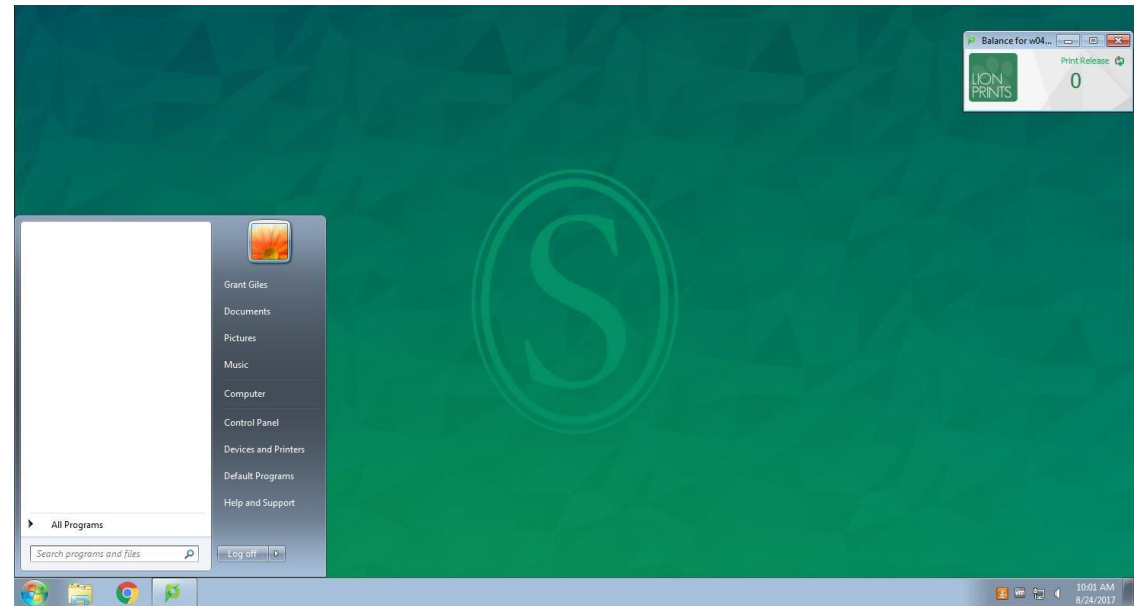 Balance for w04...
Print Release
LION
PRINTS
0
S
Grant Giles
Documents
Pictures
Music
Computer
Control Panel
Devices and Printers
Default Programs
Help and Support
All Programs
Search programs and files
Log off
10:01 AM
8/24/2017